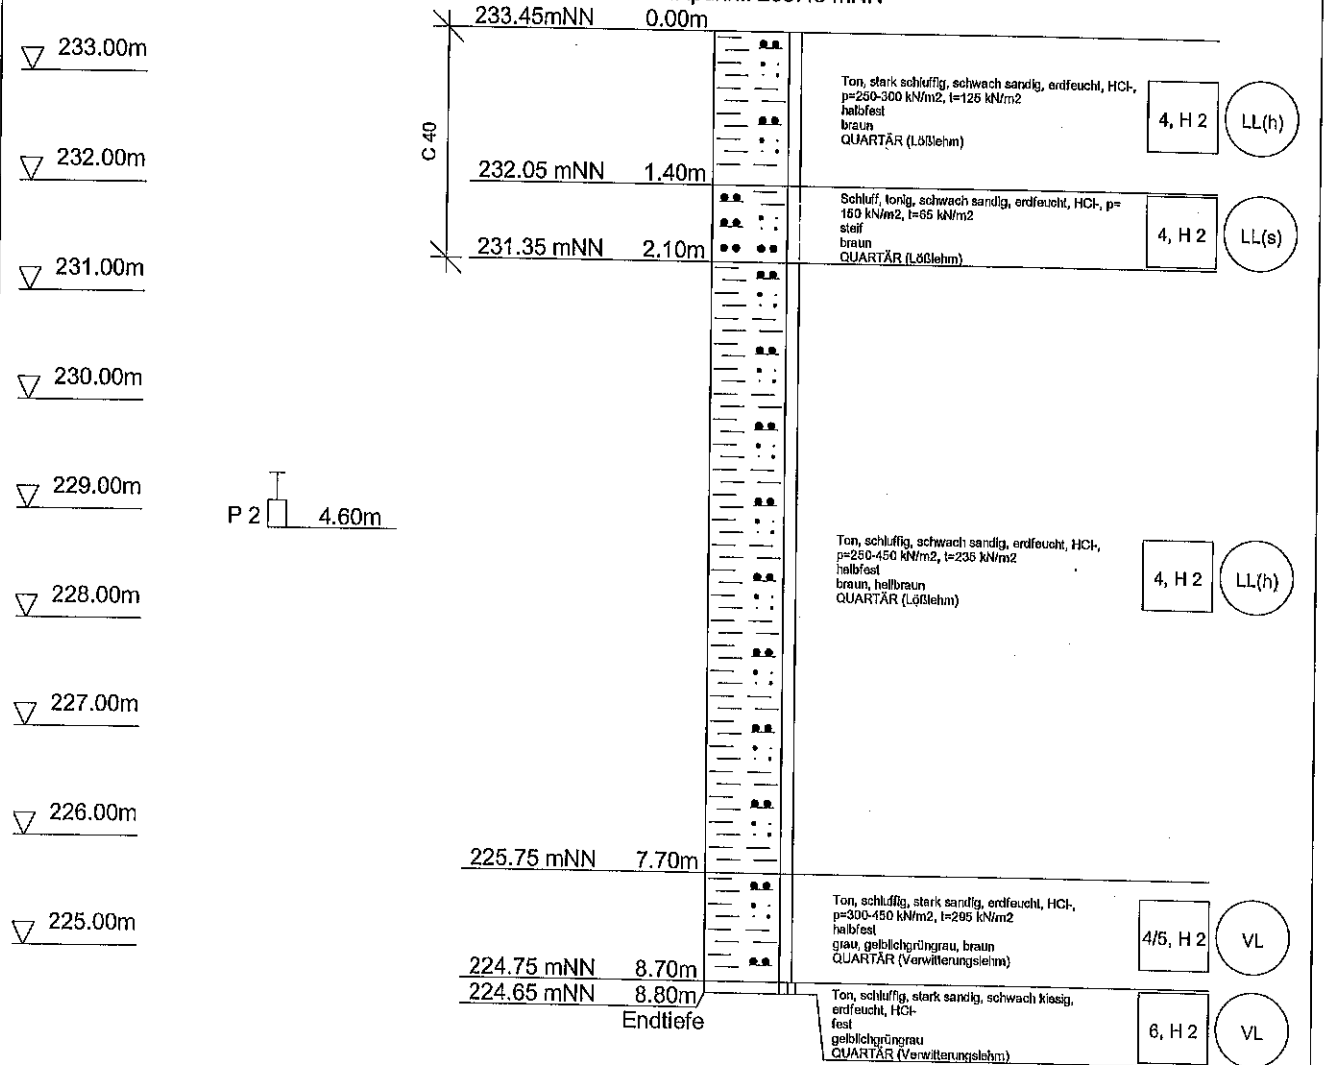 233.45mNN 0.00m
233.00m
Ton, stark schluffig, schwach sandig, erdfeucht, HCl-,
p=250-300 kN/m2, t=125 kN/m2
halbfest
braun
QUARTÄR (Lößlehm)
4, H 2
LL(h)
C 40
232.00m
232.05 mNN 1.40m
Schluff, tonig, schwach sandig, erdfeucht, HCl-, p=
150 kN/m2, t=65 kN/m2
steif
braun
QUARTÄR (Lößlehm)
4, H 2
LL(s)
231.35 mNN 2.10m
231.00m
230.00m
229.00m
P 2 4.60m
Ton, schluffig, schwach sandig, erdfeucht, HCl-,
p=250-450 kN/m2, t=235 kN/m2
halbfest
braun, hellbraun
QUARTÄR (Lößlehm)
4, H 2
LL(h)
228.00m
227.00m
226.00m
225.75 mNN 7.70m
225.00m
Ton, schluffig, stark sandig, erdfeucht, HCl-,
p=300-450 kN/m2, t=295 kN/m2
halbfest
grau, gelblichgrüngrau, braun
QUARTÄR (Verwitterungslehm)
4/5, H 2
VL
224.75 mNN 8.70m
224.65 mNN 8.80m
Endtiefe
Ton, schluffig, stark sandig, schwach kiesig,
erdfeucht, HCl-
fest
gelblichgrüngrau
QUARTÄR (Verwitterungslehm)
6, H 2
VL